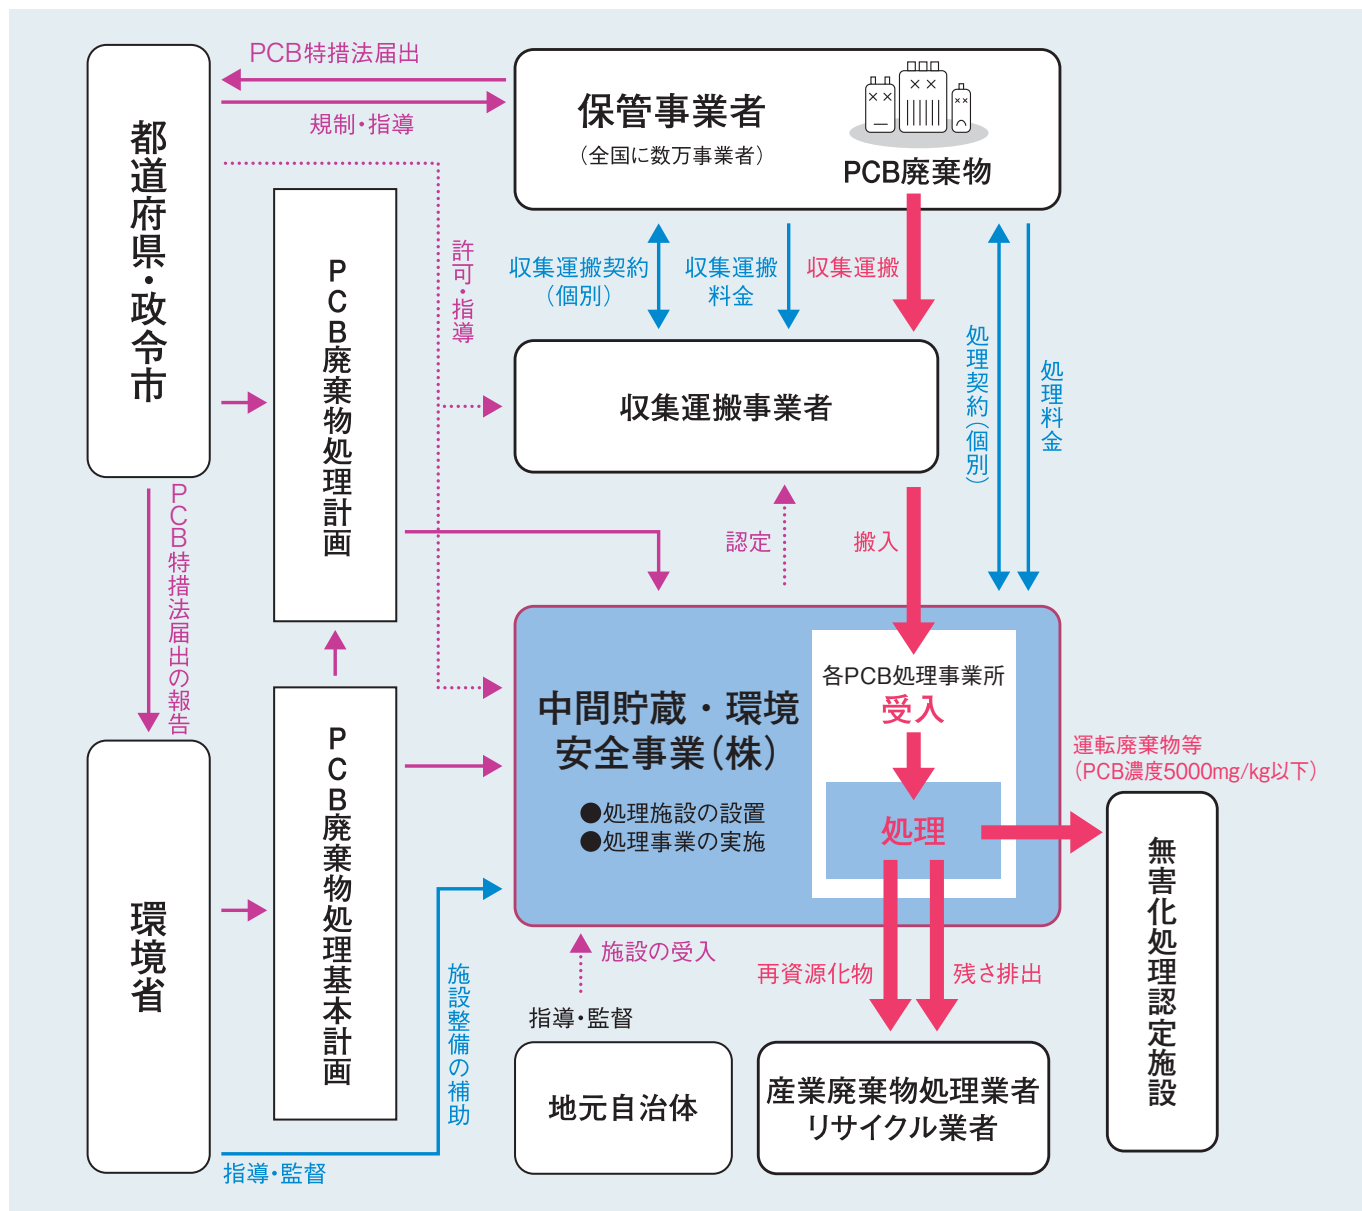 PCB特措法届出
規制・指導
都道府県・政令市
保管事業者
（全国に数万事業者）
PCB廃棄物
許可・指導
収集運搬契約
（個別）
収集運搬
料金
収集運搬
処理契約（個別）
処理料金
PCB廃棄物処理計画
収集運搬事業者
PCB特措法届出の報告
認定
搬入
中間貯蔵・環境
安全事業（株）
●処理施設の設置
●処理事業の実施
各PCB処理事業所
受入
処理
運転廃棄物等
（PCB濃度5000mg/kg以下）
無害化処理認定施設
環境省
PCB廃棄物処理基本計画
施設整備の補助
指導・監督
施設の受入
指導・監督
地元自治体
再資源化物
残さ排出
産業廃棄物処理業者
リサイクル業者